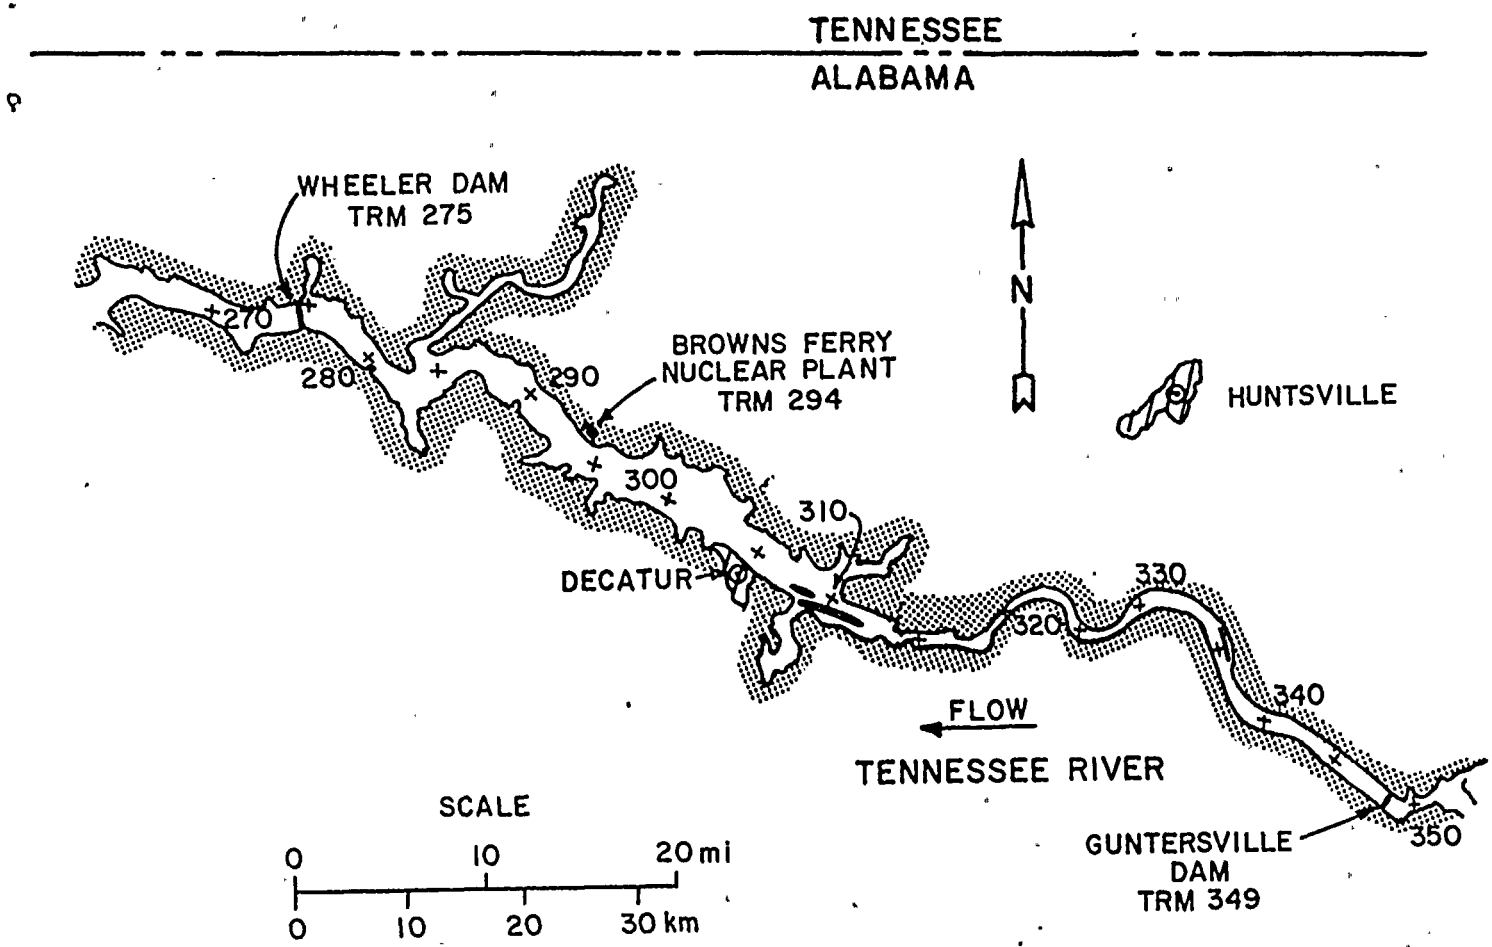 TENNESSEE
ALABAMA
WHEELER DAM
TRM 275
N
BROWNS FERRY
NUCLEAR PLANT
TRM 294
HUNTSVILLE
270
280
290
300
310
DECATUR
320
330
340
350
FLOW
TENNESSEE RIVER
GUNTERSVILLE
DAM
TRM 349
SCALE
0 10 20 mi
0 10 20 30 km